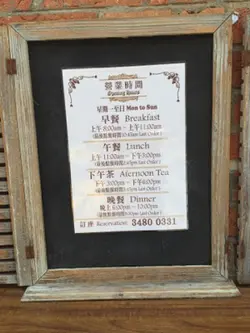 營業時間
Opening Hours
星期一至日 Mon to Sun
早餐 Breakfast
上午 8:00am - 上午 11:00am
午餐 Lunch
上午 11:00am - 下午 3:00pm
下午茶 Afernoon Tea
下午 3:00pm - 下午 6:00pm
晚餐 Dinner
晚上 6:00pm -
訂座 Reservation: 3480 0331